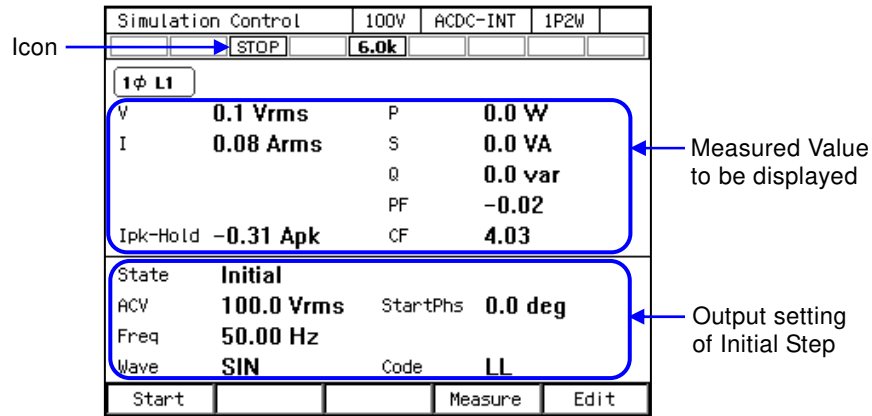 Simulation Control 100V ACDC-INT 1P2W
Icon STOP 6.0k
1ϕ L1
V 0.1 Vrms P 0.0 W
I 0.08 Arms S 0.0 VA
Measured Value
to be displayed
Q 0.0 var
PF −0.02
Ipk-Hold −0.31 Apk CF 4.03
State Initial
ACV 100.0 Vrms StartPhs 0.0 deg
Output setting
of Initial Step
Freq 50.00 Hz
Wave SIN Code LL
Start Measure Edit